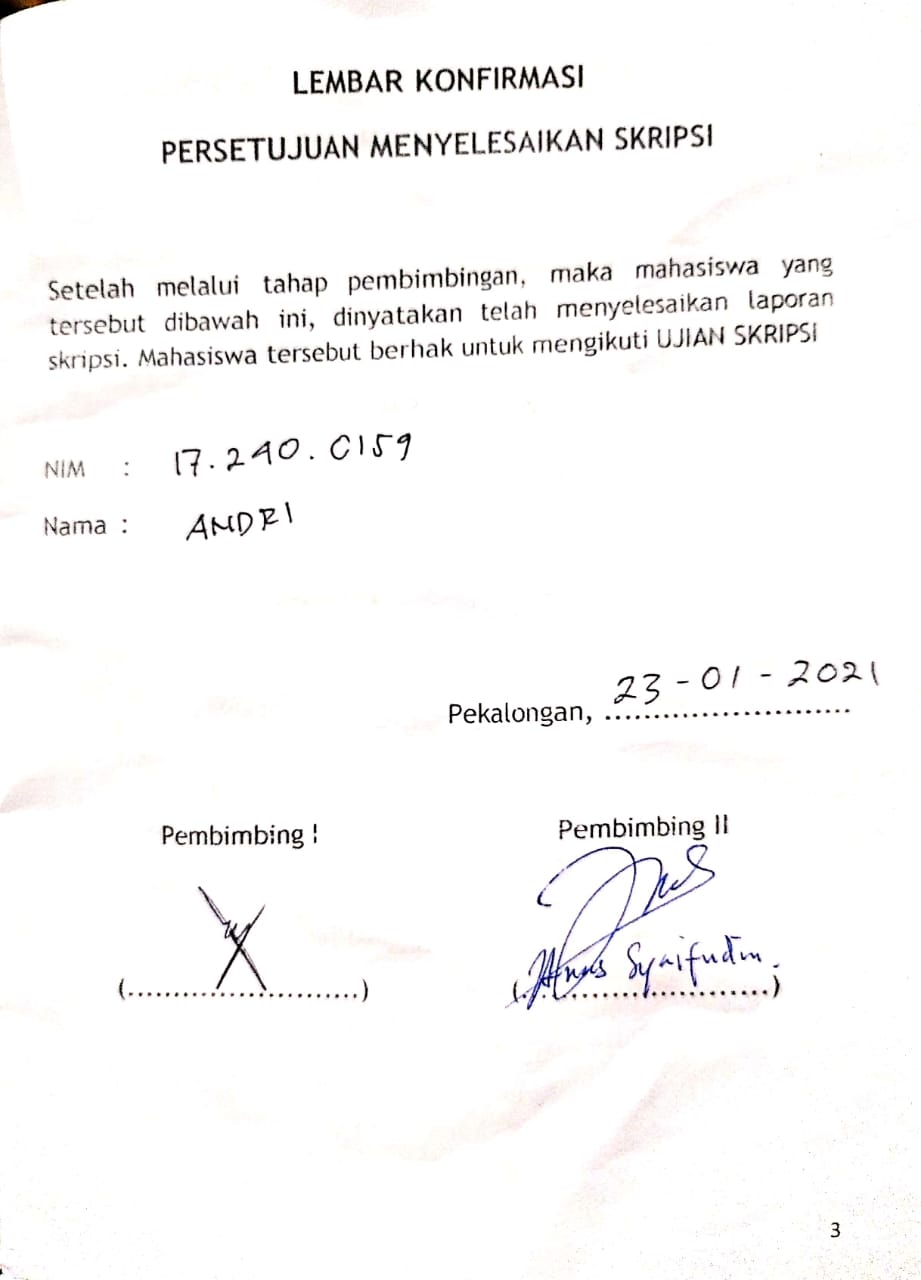 LEMBAR KONFIRMASI
PERSETUJUAN MENYELESAIKAN SKRIPSI
Setelah melalui tahap pembimbingan, maka mahasiswa yang
tersebut dibawah ini, dinyatakan telah menyelesaikan laporan
skripsi. Mahasiswa tersebut berhak untuk mengikuti UJIAN SKRIPSI
NIM : 17.240.0159
Nama : ANDRI
Pekalongan, 23-01-2021
Pembimbing I Pembimbing II
(..........................) (. Syaifudin. ..........................)
3